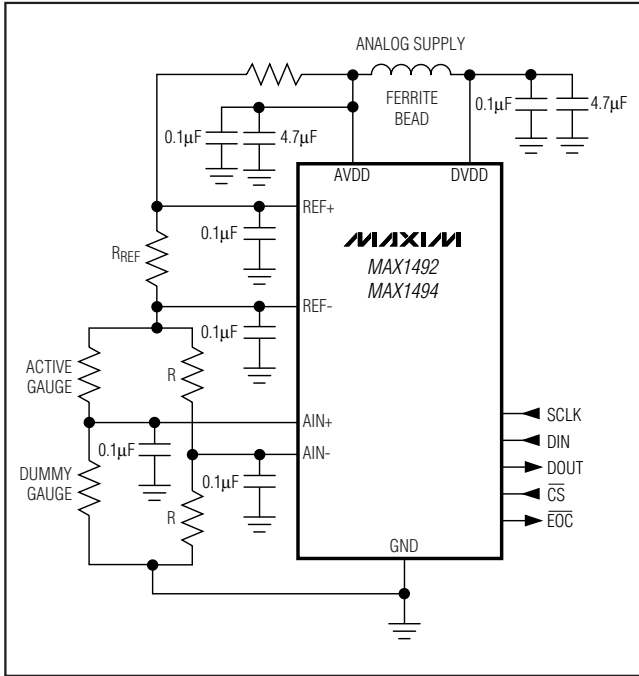 ANALOG SUPPLY
FERRITE
BEAD
0.1µF
4.7µF
0.1µF
4.7µF
AVDD
DVDD
REF+
0.1µF
RREF
MAXIM
MAX1492
MAX1494
REF-
0.1µF
ACTIVE
GAUGE
R
AIN+
SCLK
0.1µF
AIN-
DIN
DUMMY
GAUGE
R
0.1µF
DOUT
CS
EOC
GND